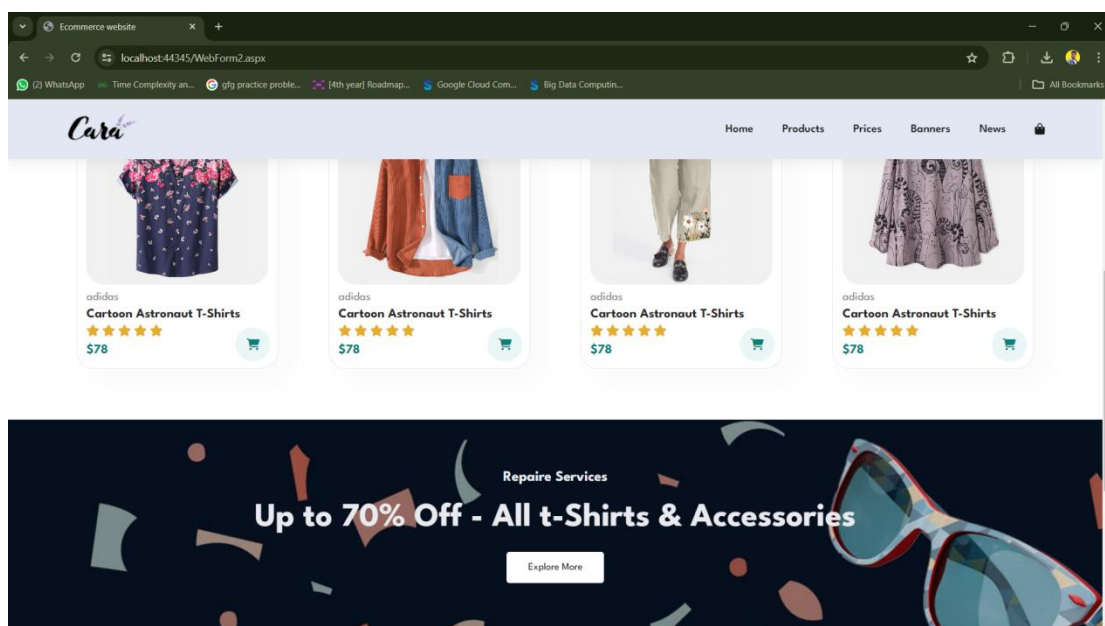 Ecommerce website
localhost:44345/WebForm2.aspx
(2) WhatsApp Time Complexity an... gfg practice proble... [4th year] Roadmap... Google Cloud Com... Big Data Computin... All Bookmarks
Cara Home Products Prices Banners News
adidas adidas adidas adidas
Cartoon Astronaut T-Shirts Cartoon Astronaut T-Shirts Cartoon Astronaut T-Shirts Cartoon Astronaut T-Shirts
$78 $78 $78 $78
Repaire Services
Up to 70% Off - All t-Shirts & Accessories
Explore More